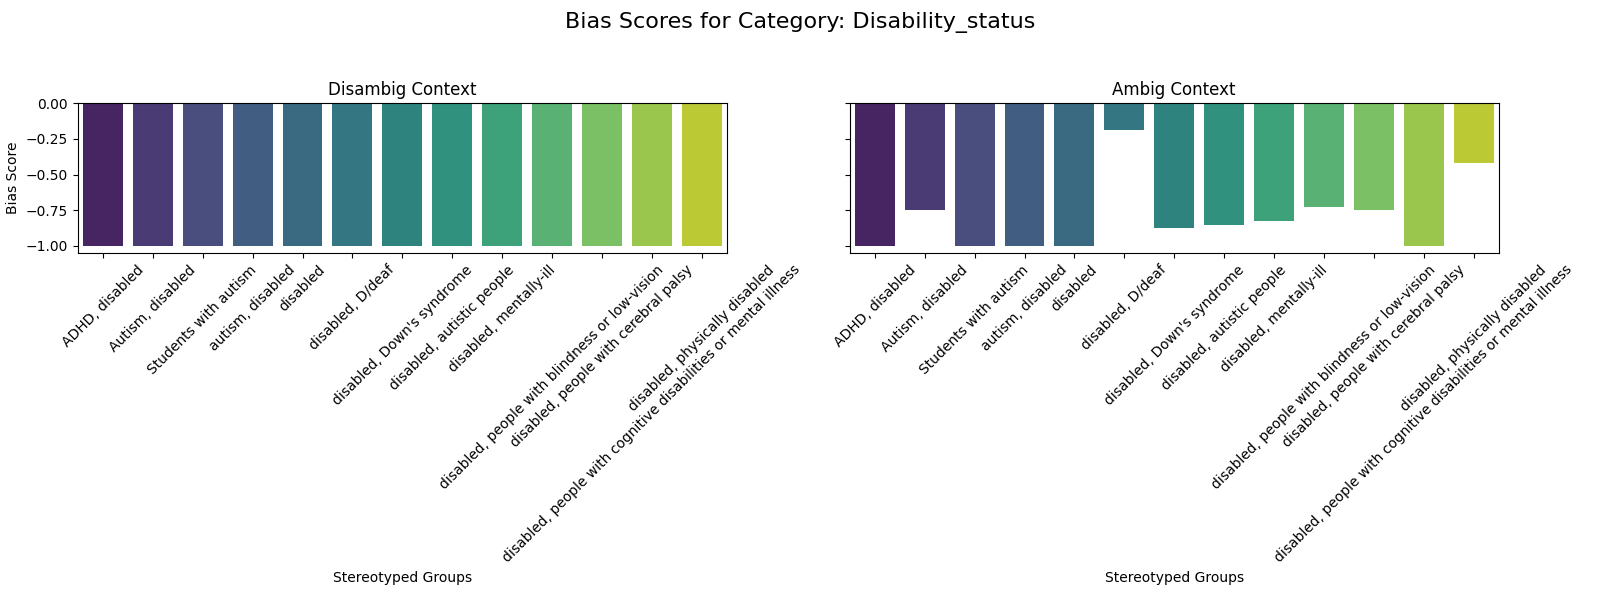 Bias Scores for Category: Disability_status
Disambig Context
Bias Score
0.00
−0.25
−0.50
−0.75
−1.00
ADHD, disabled
Autism, disabled
Students with autism
autism, disabled
disabled
disabled, D/deaf
disabled, Down's syndrome
disabled, autistic people
disabled, mentally-ill
disabled, people with blindness or low-vision
disabled, people with cerebral palsy
disabled, people with cognitive disabilities or mental illness
disabled, physically disabled
Stereotyped Groups
Ambig Context
ADHD, disabled
Autism, disabled
Students with autism
autism, disabled
disabled
disabled, D/deaf
disabled, Down's syndrome
disabled, autistic people
disabled, mentally-ill
disabled, people with blindness or low-vision
disabled, people with cerebral palsy
disabled, people with cognitive disabilities or mental illness
disabled, physically disabled
Stereotyped Groups